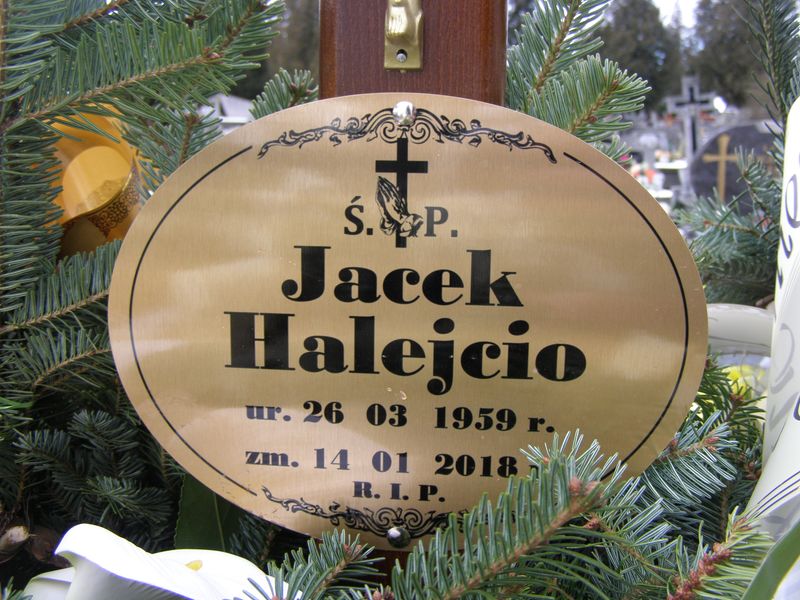 Ś. P.
Jacek
Halejcio
ur. 26 03 1959 r.
zm. 14 01 2018
R. I. P.